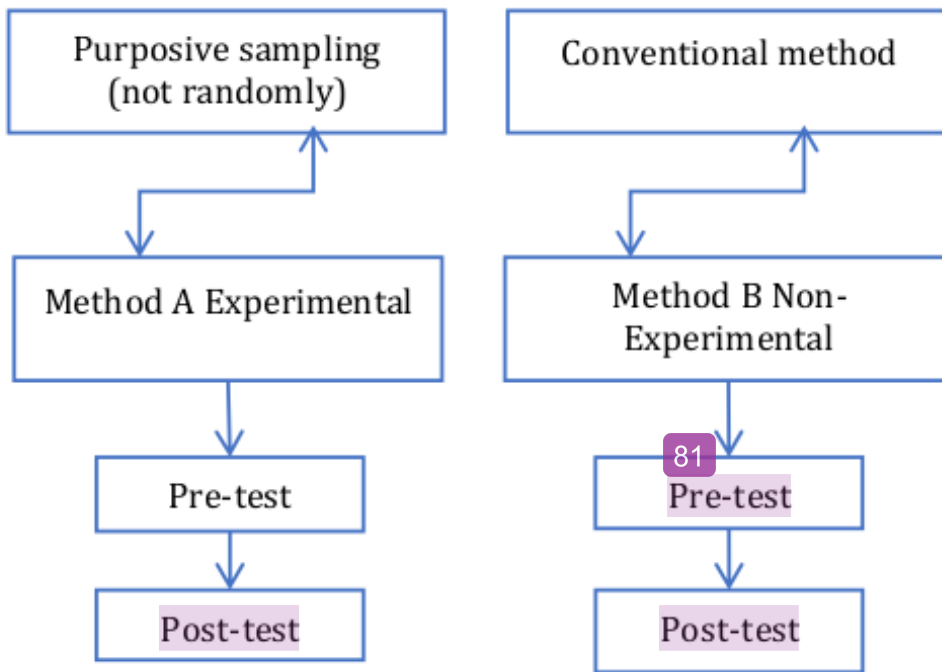 Purposive sampling
(not randomly)
Conventional method
Method A Experimental
Method B Non-
Experimental
81
Pre-test
Pre-test
Post-test
Post-test